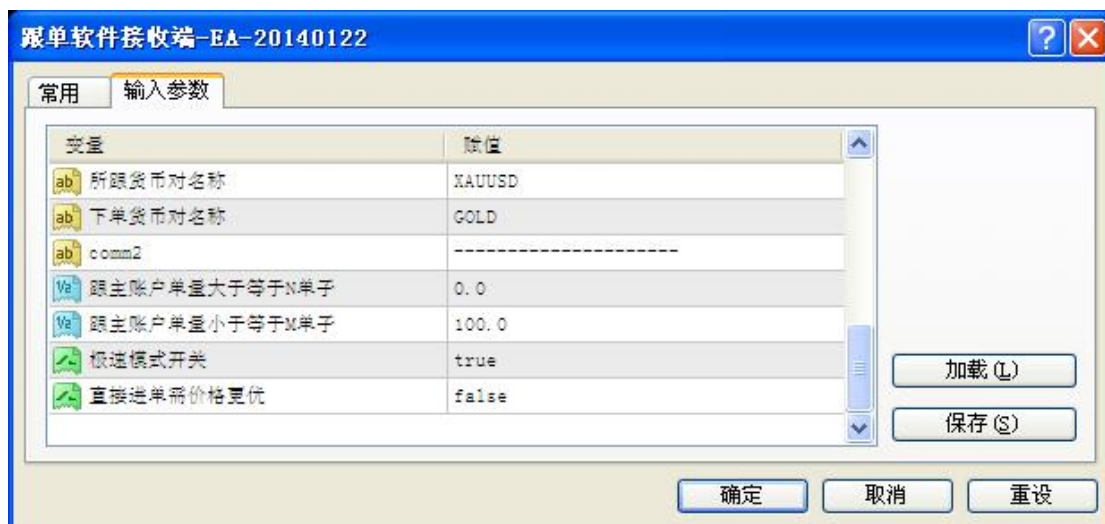 跟单软件接收端-EA-20140122
常用 输入参数
变量 赋值
所跟货币对名称 XAUUSD
下单货币对名称 GOLD
comm2 ---------------------
跟主账户单量大于等于N单子 0.0
跟主账户单量小于等于M单子 100.0
极速模式开关 true
直接进单需价格更优 false
加载(L)
保存(S)
确定 取消 重设